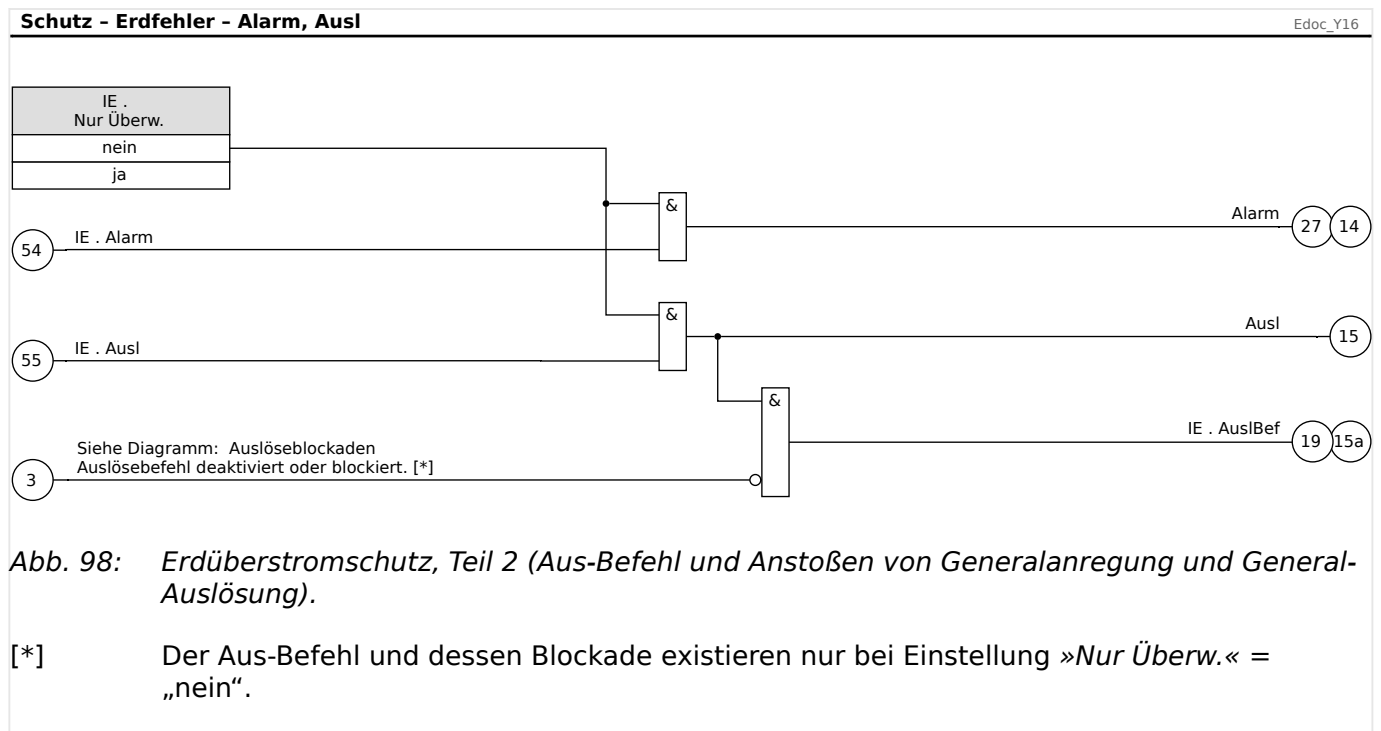 Schutz – Erdfehler – Alarm, Ausl
Edoc_Y16
IE .
Nur Überw.
nein
ja
&
Alarm
27
14
54
IE . Alarm
&
Ausl
15
55
IE . Ausl
&
IE . AuslBef
19
15a
Siehe Diagramm: Auslöseblockaden
Auslösebefehl deaktiviert oder blockiert. [*]
3
Abb. 98: Erdüberstromschutz, Teil 2 (Aus-Befehl und Anstoßen von Generalanregung und General-
Auslösung).
[*] Der Aus-Befehl und dessen Blockade existieren nur bei Einstellung »Nur Überw.« =
„nein“.